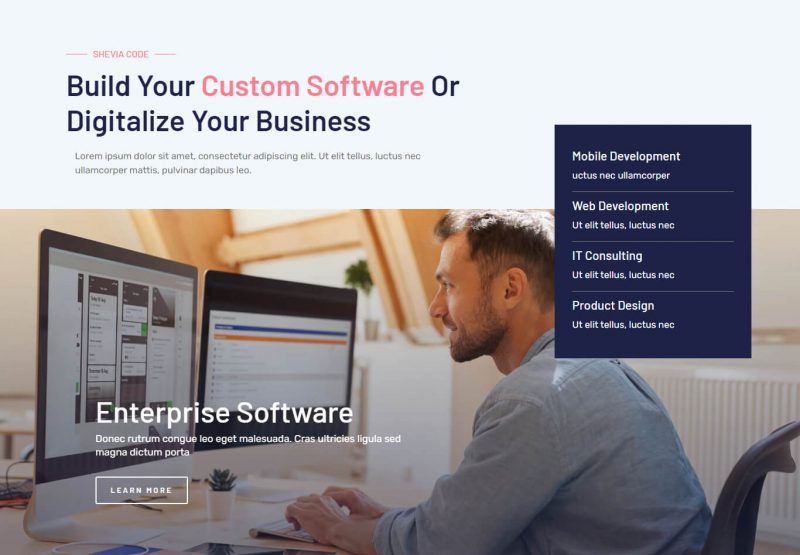 SHEVIA CODE
Build Your Custom Software Or
Digitalize Your Business
Lorem ipsum dolor sit amet, consectetur adipiscing elit. Ut elit tellus, luctus nec
ullamcorper mattis, pulvinar dapibus leo.
Mobile Development
uctus nec ullamcorper
Web Development
Ut elit tellus, luctus nec
IT Consulting
Ut elit tellus, luctus nec
Product Design
Ut elit tellus, luctus nec
Enterprise Software
Donec rutrum congue leo eget malesuada. Cras ultricies ligula sed
magna dictum porta
LEARN MORE